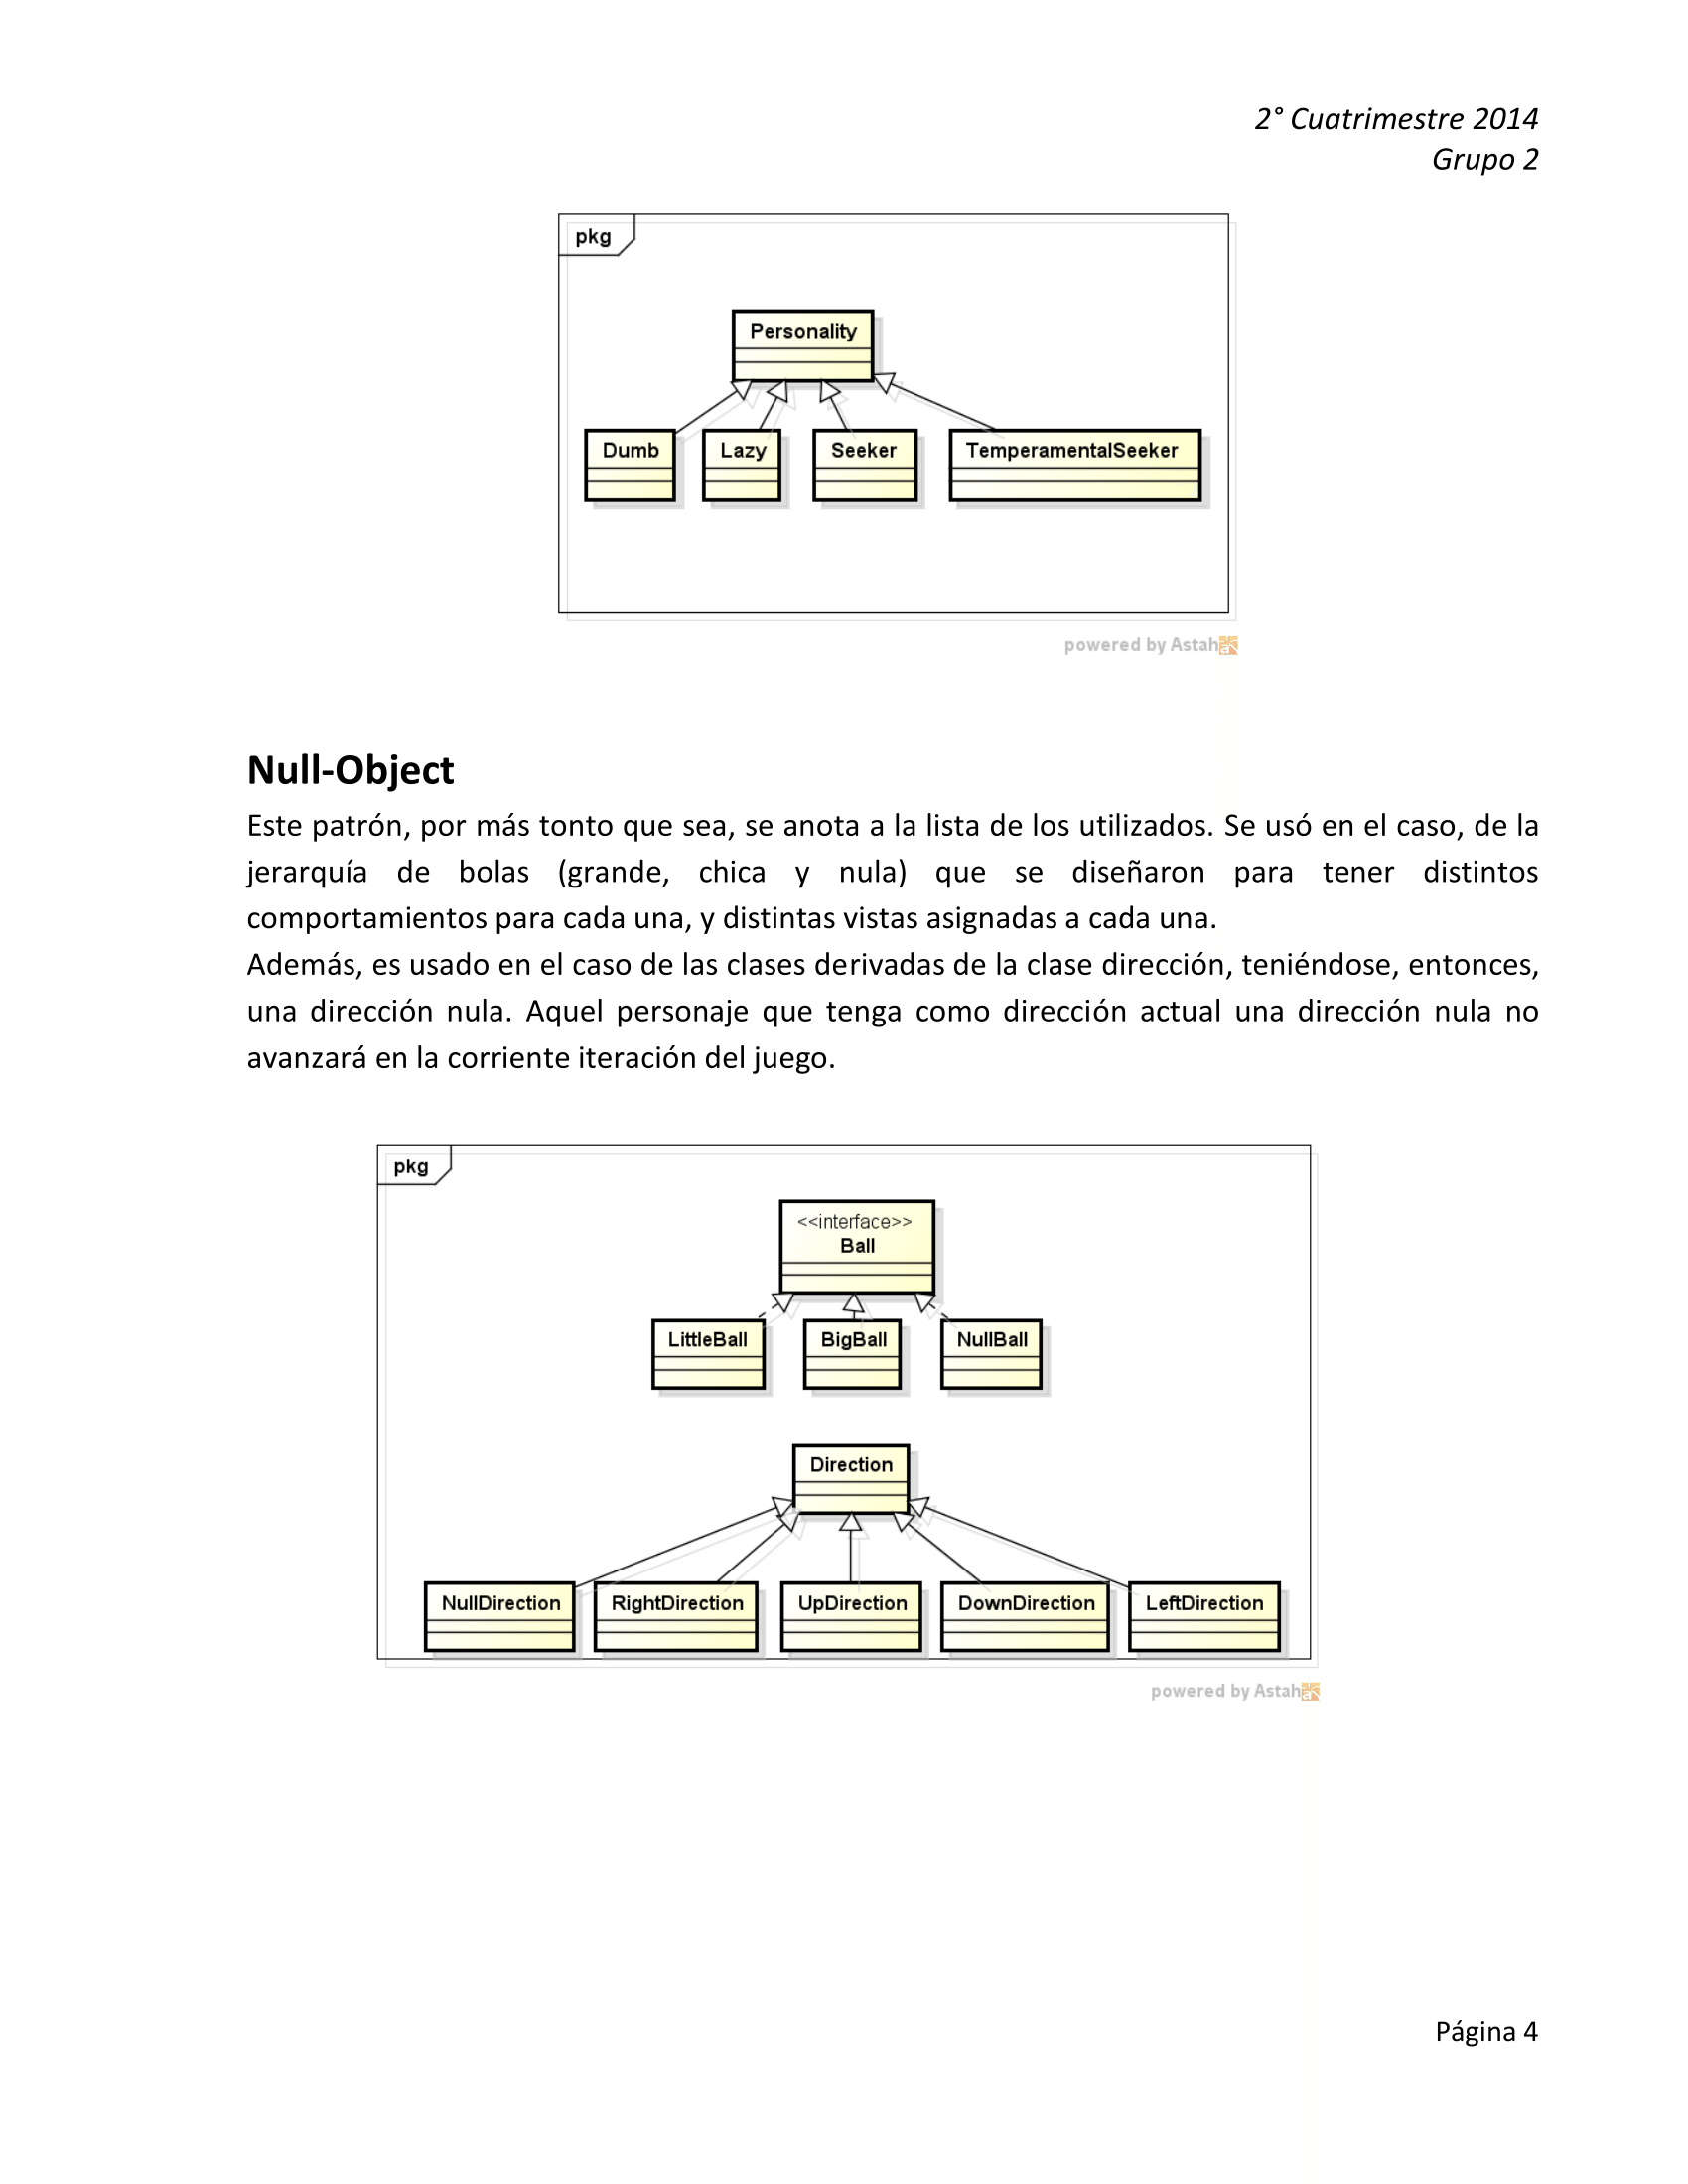 2° Cuatrimestre 2014
Grupo 2
pkg
Personality
Dumb Lazy Seeker TemperamentalSeeker
powered by Astah
Null-Object
Este patrón, por más tonto que sea, se anota a la lista de los utilizados. Se usó en el caso, de la
jerarquía de bolas (grande, chica y nula) que se diseñaron para tener distintos
comportamientos para cada una, y distintas vistas asignadas a cada una.
Además, es usado en el caso de las clases derivadas de la clase dirección, teniéndose, entonces,
una dirección nula. Aquel personaje que tenga como dirección actual una dirección nula no
avanzará en la corriente iteración del juego.
pkg
<<interface>>
Ball
LittleBall BigBall NullBall
Direction
NullDirection RightDirection UpDirection DownDirection LeftDirection
powered by Astah
Página 4